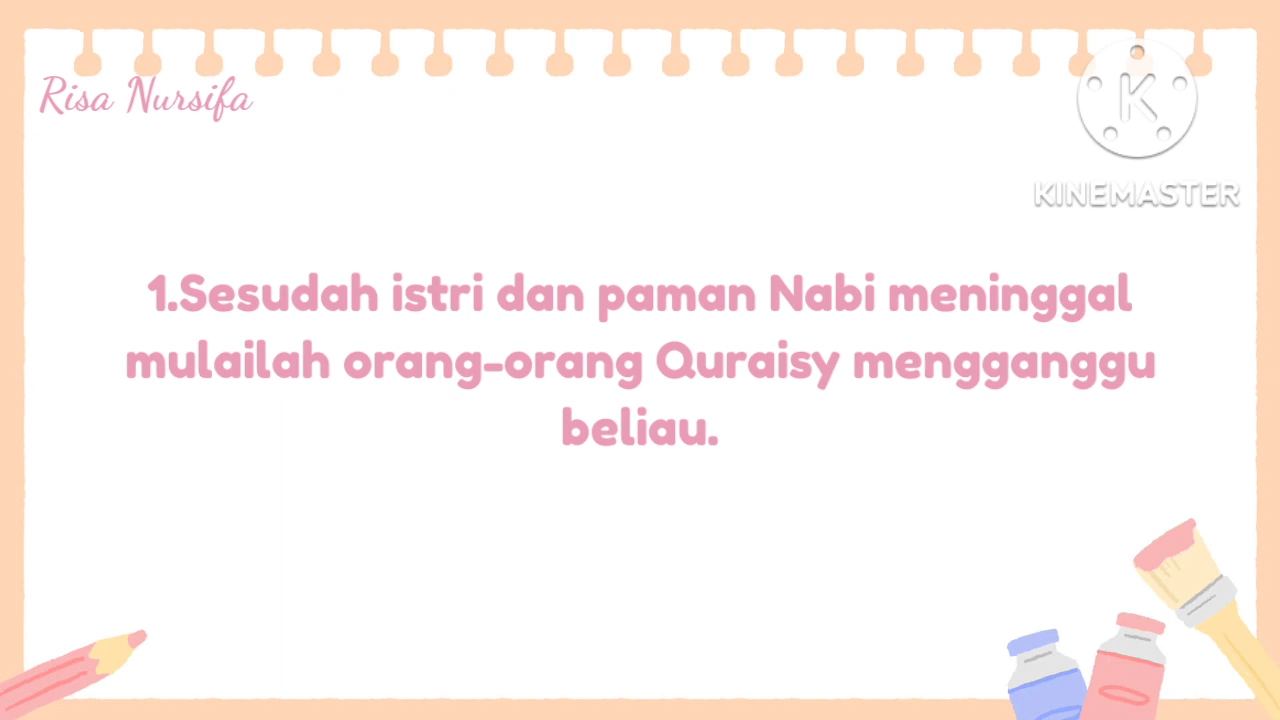 Risa Nursifa
K
KINEMASTER
1.Sesudah istri dan paman Nabi meninggal
mulailah orang-orang Quraisy mengganggu
beliau.